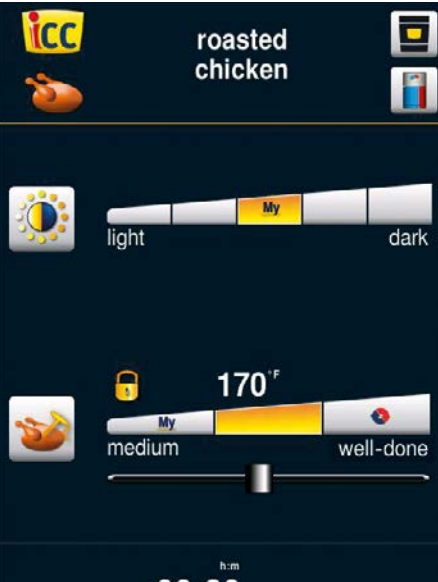 icc
roasted
chicken
My
light
dark
170°F
My
medium
well-done
h:m